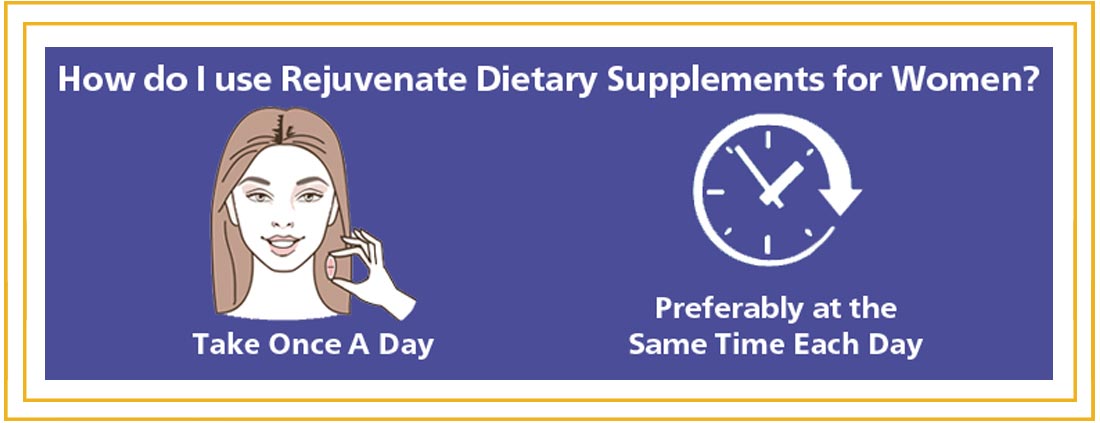 How do I use Rejuvenate Dietary Supplements for Women?
Take Once A Day
Preferably at the
Same Time Each Day